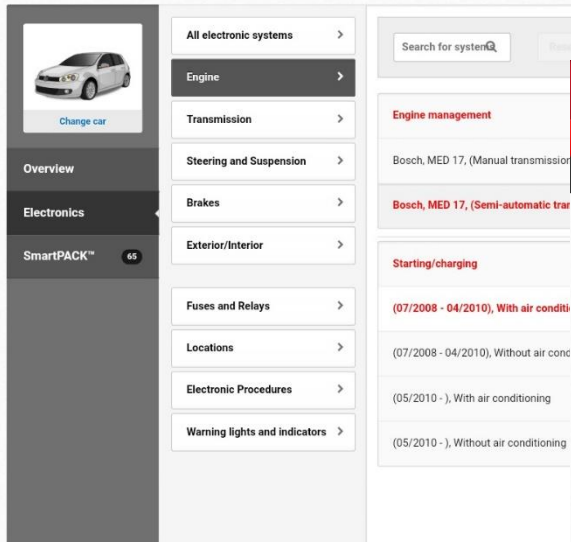 Change car
Overview
Electronics
SmartPACK™ 65
All electronic systems
Engine
Transmission
Steering and Suspension
Brakes
Exterior/Interior
Fuses and Relays
Locations
Electronic Procedures
Warning lights and indicators
Search for system
Engine management
Bosch, MED 17, (Manual transmission
Bosch, MED 17, (Semi-automatic tran
Starting/charging
(07/2008 - 04/2010), With air conditi
(07/2008 - 04/2010), Without air cond
(05/2010 - ), With air conditioning
(05/2010 - ), Without air conditioning